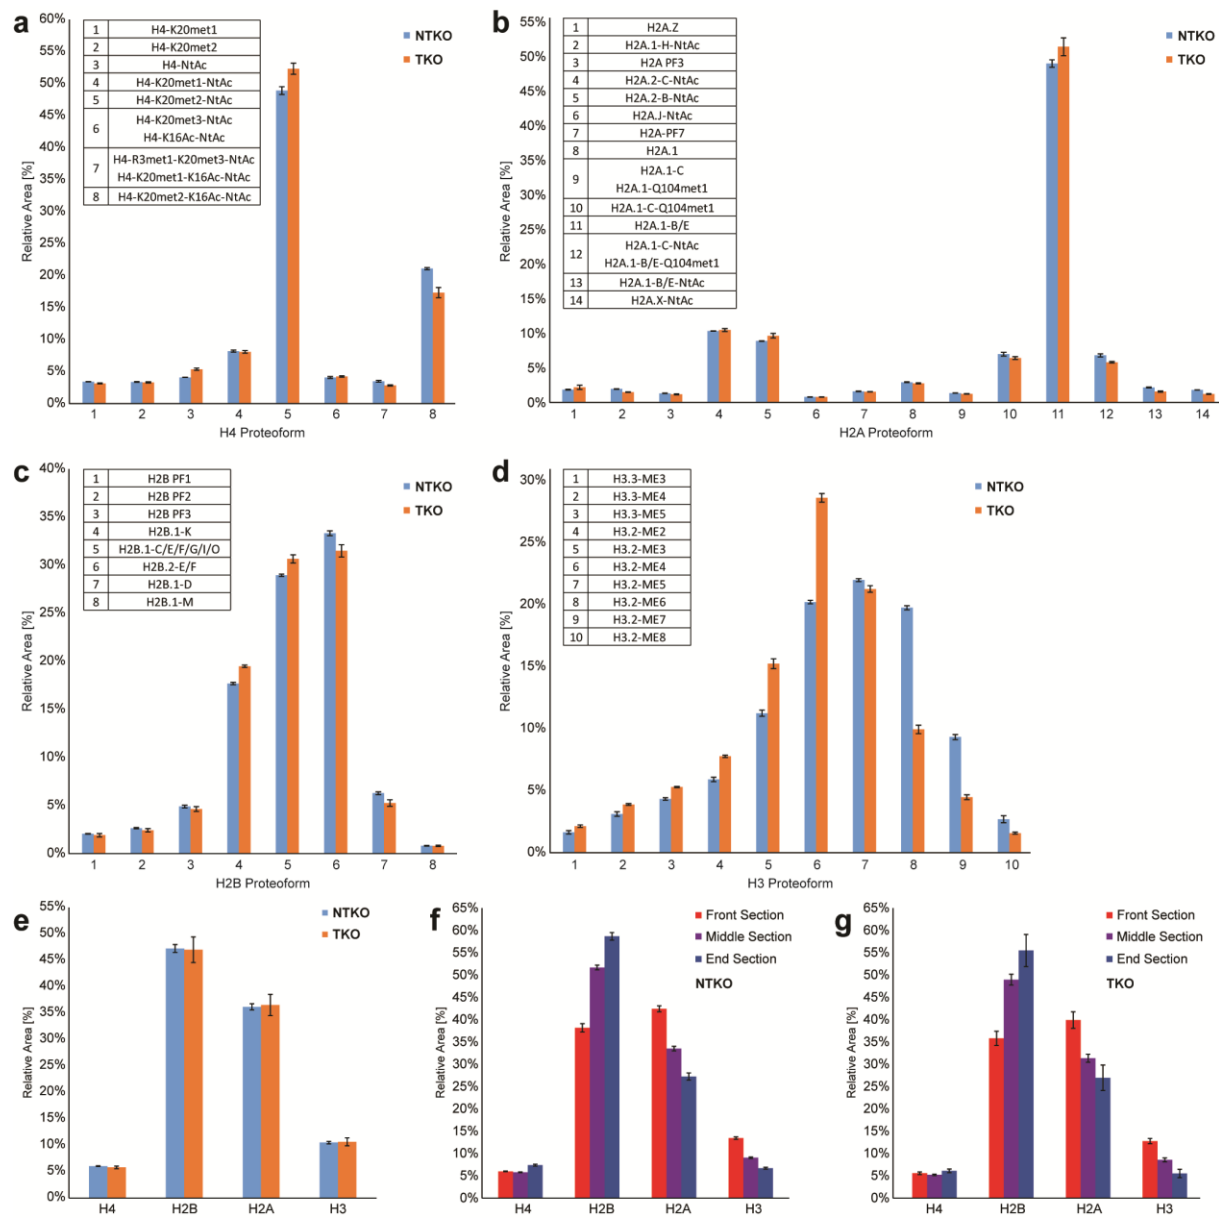 a
60%
55%
50%
45%
40%
35%
30%
25%
20%
15%
10%
5%
0%
Relative Area [%]
1 H4-K20met1
2 H4-K20met2
3 H4-NtAc
4 H4-K20met1-NtAc
5 H4-K20met2-NtAc
6 H4-K20met3-NtAc
H4-K16Ac-NtAc
7 H4-R3met1-K20met3-NtAc
H4-K20met1-K16Ac-NtAc
8 H4-K20met2-K16Ac-NtAc
NTKO
TKO
1 2 3 4 5 6 7 8
H4 Proteoform
b
55%
50%
45%
40%
35%
30%
25%
20%
15%
10%
5%
0%
Relative Area [%]
1 H2A.Z
2 H2A.1-H-NtAc
3 H2A PF3
4 H2A.2-C-NtAc
5 H2A.2-B-NtAc
6 H2A.J-NtAc
7 H2A-PF7
8 H2A.1
9 H2A.1-C
H2A.1-Q104met1
10 H2A.1-C-Q104met1
11 H2A.1-B/E
12 H2A.1-C-NtAc
H2A.1-B/E-Q104met1
13 H2A.1-B/E-NtAc
14 H2A.X-NtAc
NTKO
TKO
1 2 3 4 5 6 7 8 9 10 11 12 13 14
H2A Proteoform
c
40%
35%
30%
25%
20%
15%
10%
5%
0%
Relative Area [%]
1 H2B PF1
2 H2B PF2
3 H2B PF3
4 H2B.1-K
5 H2B.1-C/E/F/G/I/O
6 H2B.2-E/F
7 H2B.1-D
8 H2B.1-M
NTKO
TKO
1 2 3 4 5 6 7 8
H2B Proteoform
d
30%
25%
20%
15%
10%
5%
0%
Relative Area [%]
1 H3.3-ME3
2 H3.3-ME4
3 H3.3-ME5
4 H3.2-ME2
5 H3.2-ME3
6 H3.2-ME4
7 H3.2-ME5
8 H3.2-ME6
9 H3.2-ME7
10 H3.2-ME8
NTKO
TKO
1 2 3 4 5 6 7 8 9 10
H3 Proteoform
e
55%
50%
45%
40%
35%
30%
25%
20%
15%
10%
5%
0%
Relative Area [%]
NTKO
TKO
H4 H2B H2A H3
f
65%
60%
55%
50%
45%
40%
35%
30%
25%
20%
15%
10%
5%
0%
Relative Area [%]
Front Section
Middle Section
End Section
NTKO
H4 H2B H2A H3
g
65%
60%
55%
50%
45%
40%
35%
30%
25%
20%
15%
10%
5%
0%
Relative Area [%]
Front Section
Middle Section
End Section
TKO
H4 H2B H2A H3